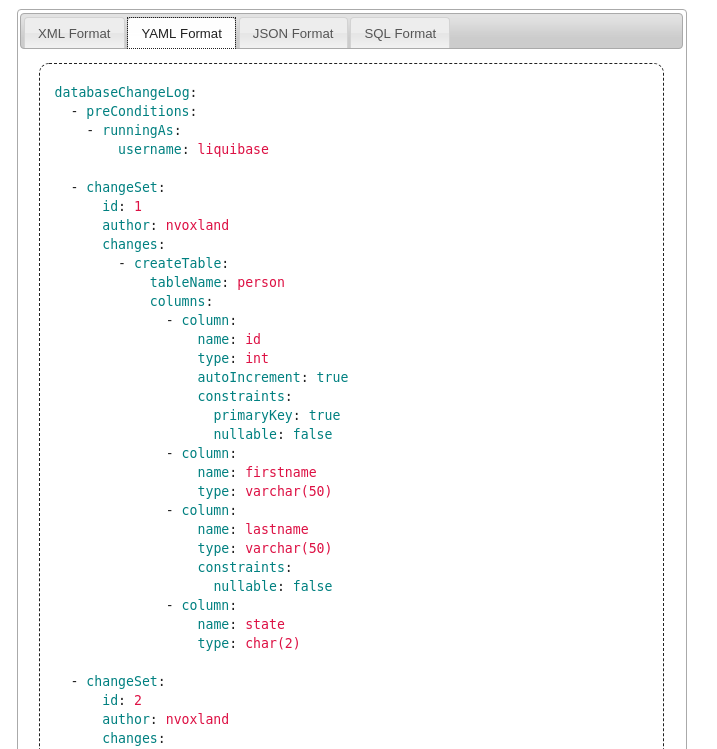 XML Format YAML Format JSON Format SQL Format
databaseChangeLog:
  - preConditions:
    - runningAs:
        username: liquibase

  - changeSet:
      id: 1
      author: nvoxland
      changes:
        - createTable:
            tableName: person
            columns:
              - column:
                  name: id
                  type: int
                  autoIncrement: true
                  constraints:
                    primaryKey: true
                    nullable: false
              - column:
                  name: firstname
                  type: varchar(50)
              - column:
                  name: lastname
                  type: varchar(50)
                  constraints:
                    nullable: false
              - column:
                  name: state
                  type: char(2)

  - changeSet:
      id: 2
      author: nvoxland
      changes: